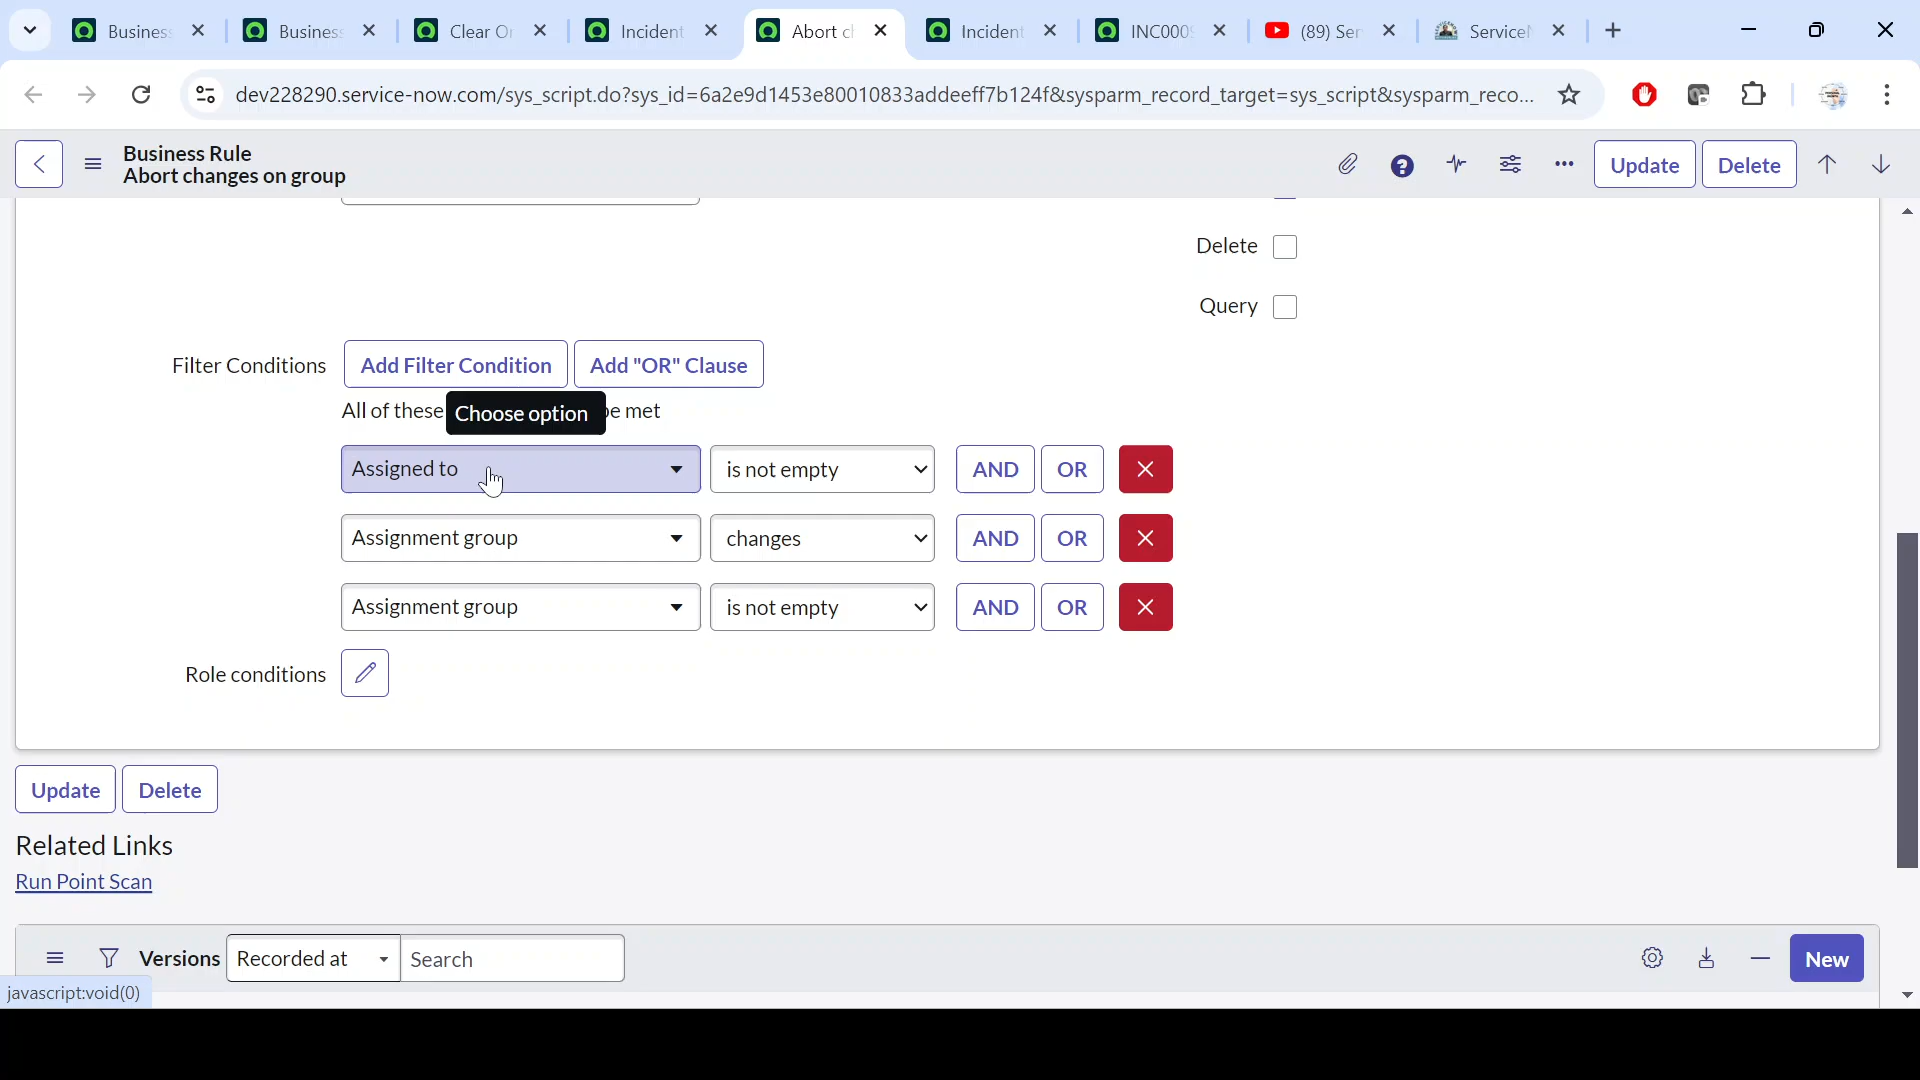 Business
Business
Clear Or
Incident
Abort ch
Incident
INC0009
(89) Ser
ServiceN
dev228290.service-now.com/sys_script.do?sys_id=6a2e9d1453e80010833addeeff7b124f&sysparm_record_target=sys_script&sysparm_reco...
Business Rule
Abort changes on group
Update
Delete
Delete
Query
Filter Conditions
Add Filter Condition
Add "OR" Clause
All of these
Choose option
be met
Assigned to
is not empty
AND
OR
Assignment group
changes
AND
OR
Assignment group
is not empty
AND
OR
Role conditions
Update
Delete
Related Links
Run Point Scan
Versions
Recorded at
Search
New
javascript:void(0)